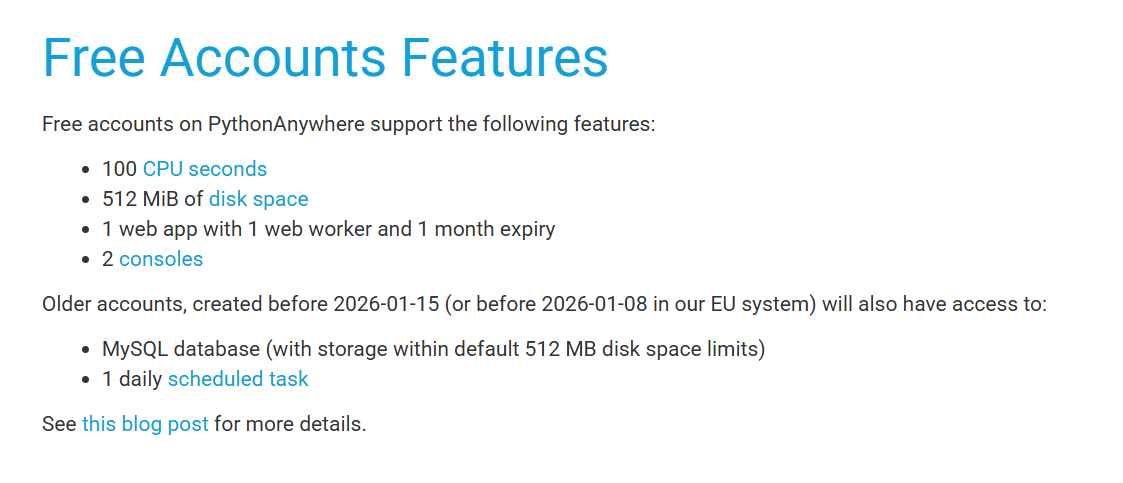 Free Accounts Features
Free accounts on PythonAnywhere support the following features:
100 CPU seconds
512 MiB of disk space
1 web app with 1 web worker and 1 month expiry
2 consoles
Older accounts, created before 2026-01-15 (or before 2026-01-08 in our EU system) will also have access to:
MySQL database (with storage within default 512 MB disk space limits)
1 daily scheduled task
See this blog post for more details.